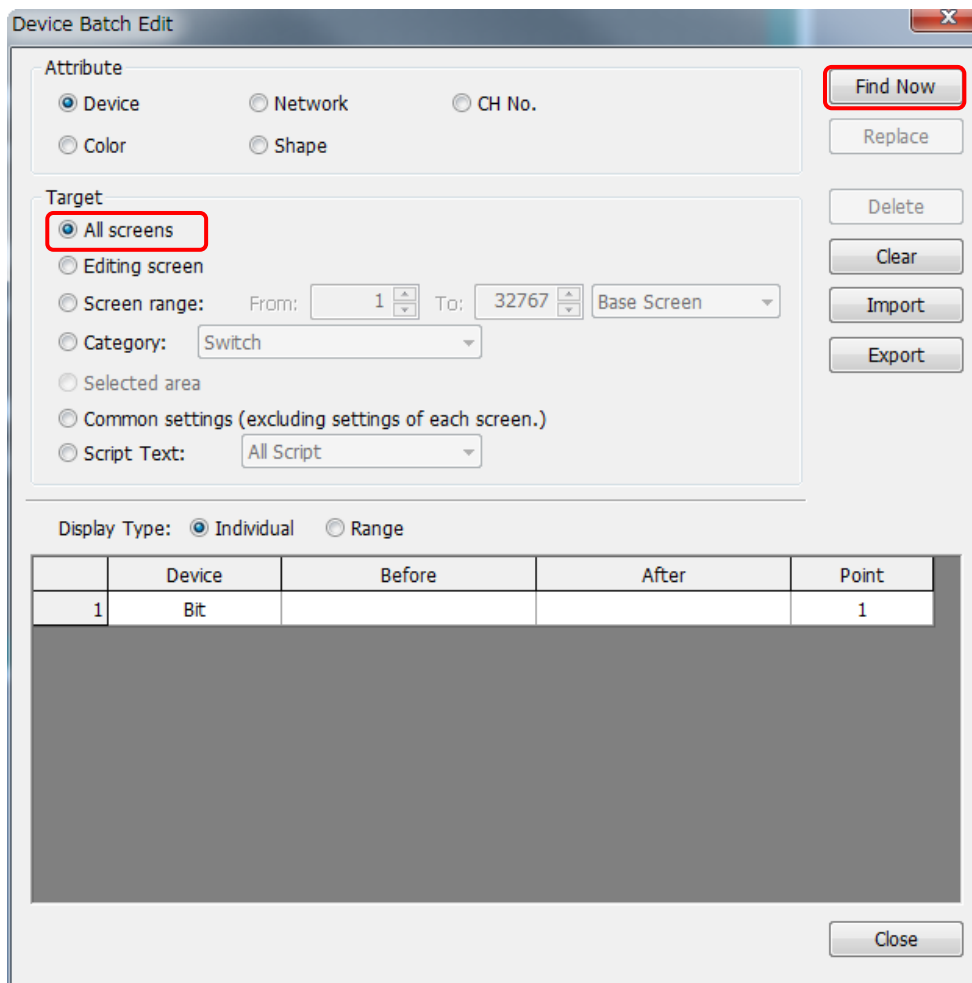 Device Batch Edit
Attribute
Device Network CH No.
Color Shape
Find Now
Replace
Target
All screens
Editing screen
Screen range: From: 1 To: 32767 Base Screen
Category: Switch
Selected area
Common settings (excluding settings of each screen.)
Script Text: All Script
Delete
Clear
Import
Export
Display Type: Individual Range
Device Before After Point
1 Bit 1
Close